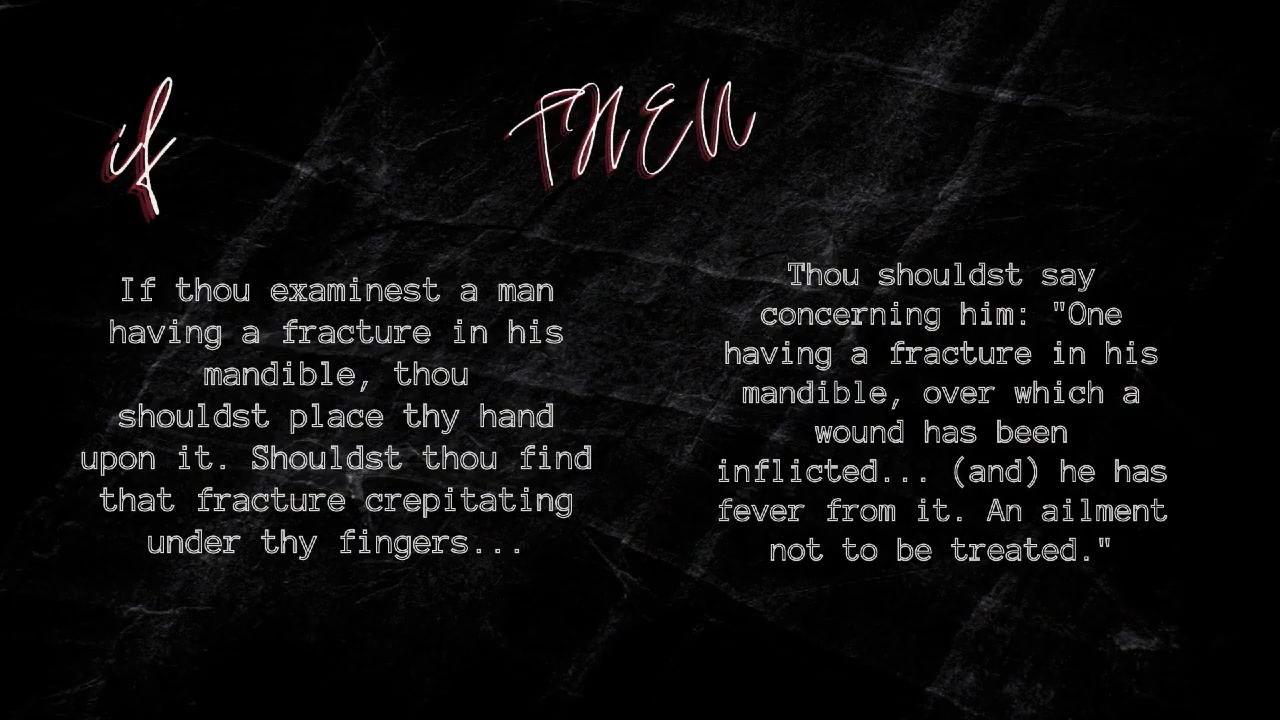 if
THEN
If thou examinest a man
having a fracture in his
mandible, thou
shouldst place thy hand
upon it. Shouldst thou find
that fracture crepitating
under thy fingers...
Thou shouldst say
concerning him: "One
having a fracture in his
mandible, over which a
wound has been
inflicted... (and) he has
fever from it. An ailment
not to be treated."